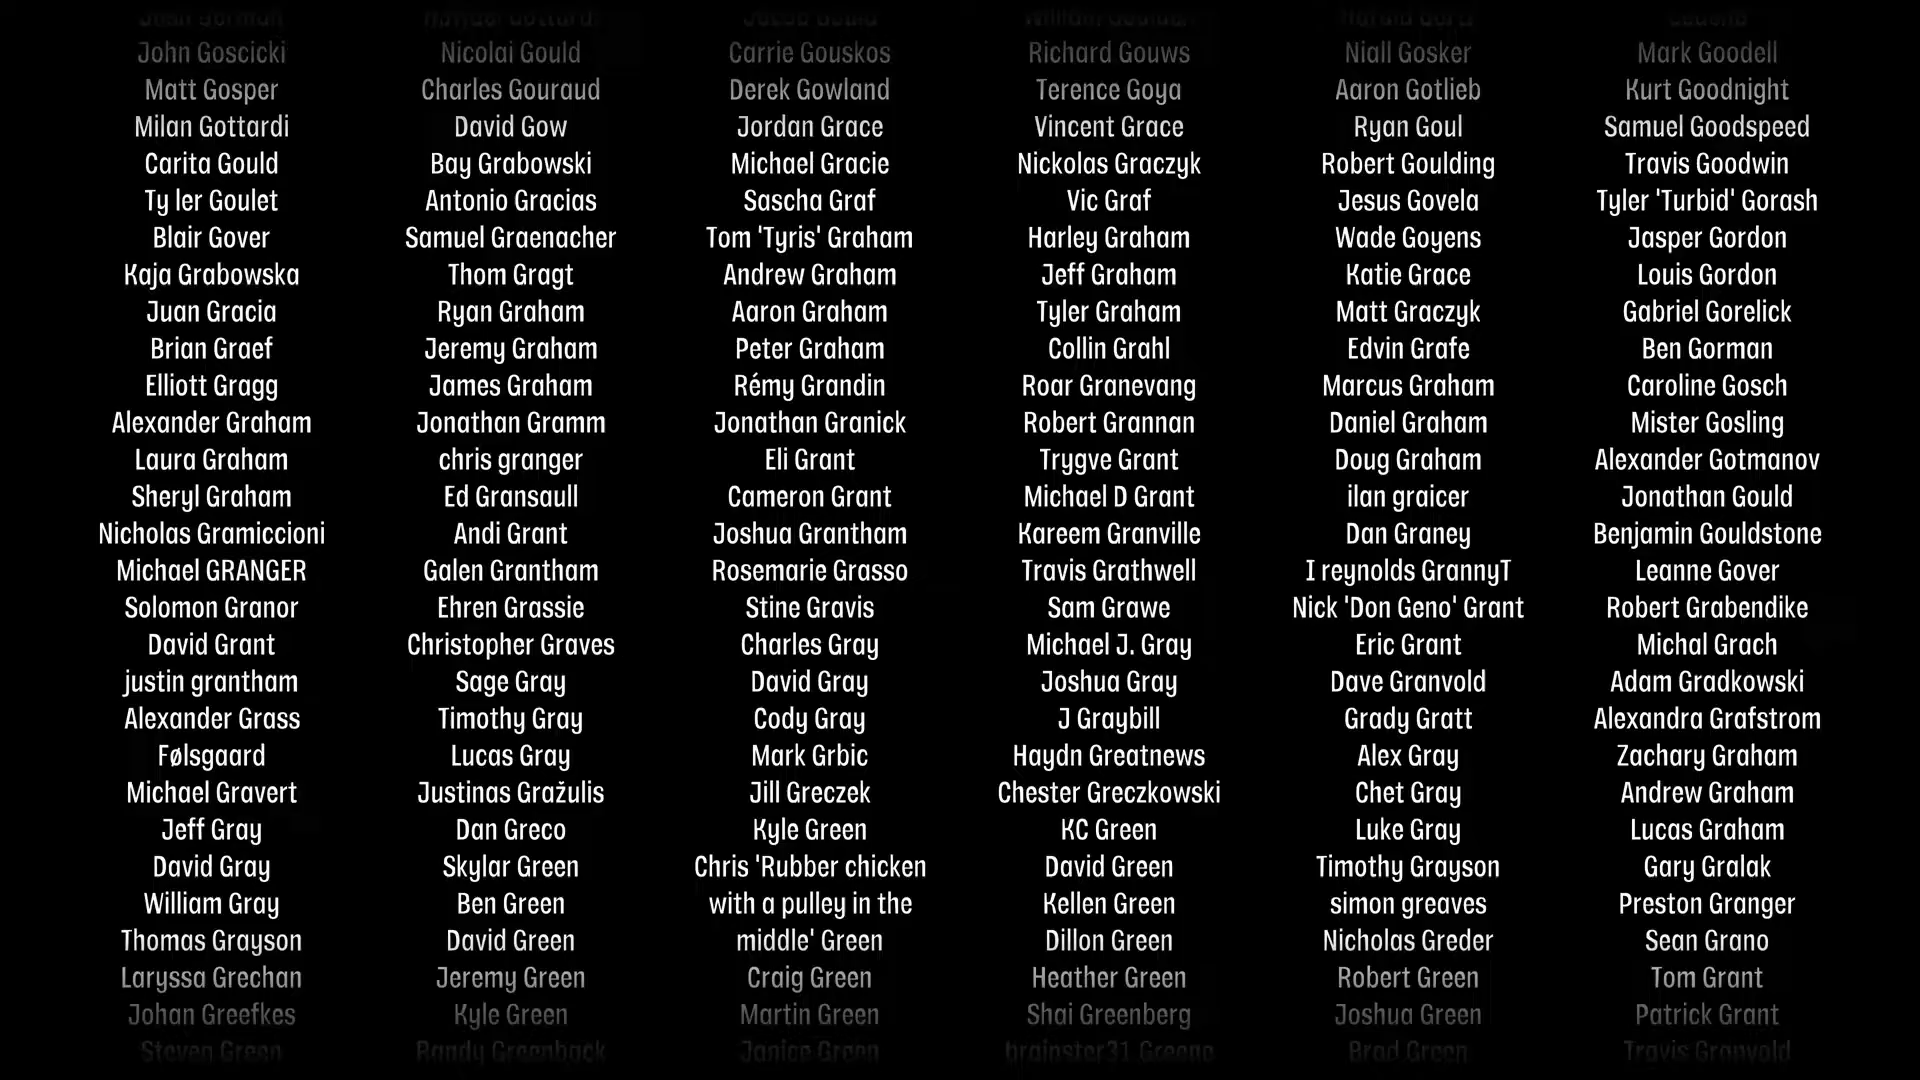 John Goscicki
Nicolai Gould
Carrie Gouskos
Richard Gouws
Niall Gosker
Mark Goodell
Matt Gosper
Charles Gouraud
Derek Gowland
Terence Goya
Aaron Gotlieb
Kurt Goodnight
Milan Gottardi
David Gow
Jordan Grace
Vincent Grace
Ryan Goul
Samuel Goodspeed
Carita Gould
Bay Grabowski
Michael Gracie
Nickolas Graczyk
Robert Goulding
Travis Goodwin
Ty ler Goulet
Antonio Gracias
Sascha Graf
Vic Graf
Jesus Govela
Tyler 'Turbid' Gorash
Blair Gover
Samuel Graenacher
Tom 'Tyris' Graham
Harley Graham
Wade Goyens
Jasper Gordon
Kaja Grabowska
Thom Gragt
Andrew Graham
Jeff Graham
Katie Grace
Louis Gordon
Juan Gracia
Ryan Graham
Aaron Graham
Tyler Graham
Matt Graczyk
Gabriel Gorelick
Brian Graef
Jeremy Graham
Peter Graham
Collin Grahl
Edvin Grafe
Ben Gorman
Elliott Gragg
James Graham
Rémy Grandin
Roar Granevang
Marcus Graham
Caroline Gosch
Alexander Graham
Jonathan Gramm
Jonathan Granick
Robert Grannan
Daniel Graham
Mister Gosling
Laura Graham
chris granger
Eli Grant
Trygve Grant
Doug Graham
Alexander Gotmanov
Sheryl Graham
Ed Gransaull
Cameron Grant
Michael D Grant
ilan graicer
Jonathan Gould
Nicholas Gramiccioni
Andi Grant
Joshua Grantham
Kareem Granville
Dan Graney
Benjamin Gouldstone
Michael GRANGER
Galen Grantham
Rosemarie Grasso
Travis Grathwell
I reynolds GrannyT
Leanne Gover
Solomon Granor
Ehren Grassie
Stine Gravis
Sam Grawe
Nick 'Don Geno' Grant
Robert Grabendike
David Grant
Christopher Graves
Charles Gray
Michael J. Gray
Eric Grant
Michal Grach
justin grantham
Sage Gray
David Gray
Joshua Gray
Dave Granvold
Adam Gradkowski
Alexander Grass
Timothy Gray
Cody Gray
J Graybill
Grady Gratt
Alexandra Grafstrom
Følsgaard
Lucas Gray
Mark Grbic
Haydn Greatnews
Alex Gray
Zachary Graham
Michael Gravert
Justinas Gražulis
Jill Greczek
Chester Greczkowski
Chet Gray
Andrew Graham
Jeff Gray
Dan Greco
Kyle Green
KC Green
Luke Gray
Lucas Graham
David Gray
Skylar Green
Chris 'Rubber chicken
David Green
Timothy Grayson
Gary Gralak
William Gray
Ben Green
with a pulley in the
Kellen Green
simon greaves
Preston Granger
Thomas Grayson
David Green
middle' Green
Dillon Green
Nicholas Greder
Sean Grano
Laryssa Grechan
Jeremy Green
Craig Green
Heather Green
Robert Green
Tom Grant
Johan Greefkes
Kyle Green
Martin Green
Shai Greenberg
Joshua Green
Patrick Grant
Steven Green
Randy Greenback
Janice Green
brainster31 Greene
Brad Green
Travis Granvold